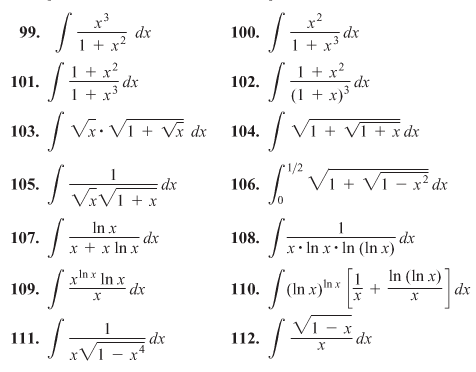 99. ∫ x³/(1 + x²) dx 100. ∫ x²/(1 + x³) dx
101. ∫ (1 + x²)/(1 + x³) dx 102. ∫ (1 + x²)/(1 + x)³ dx
103. ∫ √x · √(1 + √x) dx 104. ∫ √(1 + √(1 + x)) dx
105. ∫ 1/(√x√(1 + x)) dx 106. ∫₀^(1/2) √(1 + √(1 − x²)) dx
107. ∫ ln x/(x + x ln x) dx 108. ∫ 1/(x · ln x · ln (ln x)) dx
109. ∫ (x^(ln x) ln x)/x dx 110. ∫ (ln x)^(ln x) [1/x + ln (ln x)/x] dx
111. ∫ 1/(x√(1 − x⁴)) dx 112. ∫ √(1 − x)/x dx